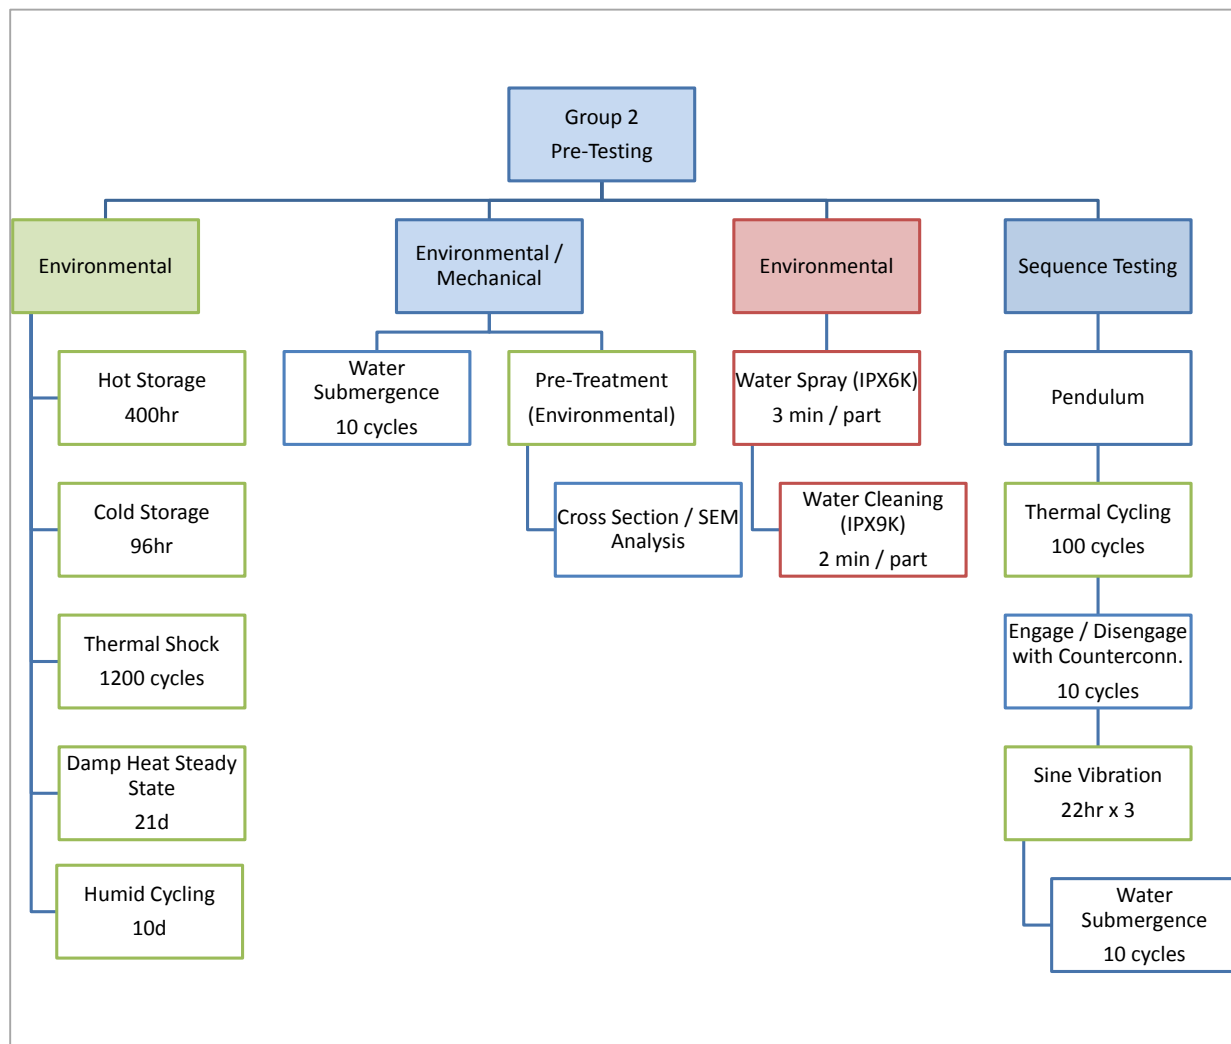 Group 2
Pre-Testing
Environmental
Environmental /
Mechanical
Environmental
Sequence Testing
Hot Storage
400hr
Water
Submergence
10 cycles
Pre-Treatment
(Environmental)
Water Spray (IPX6K)
3 min / part
Pendulum
Cold Storage
96hr
Cross Section / SEM
Analysis
Water Cleaning
(IPX9K)
2 min / part
Thermal Cycling
100 cycles
Thermal Shock
1200 cycles
Engage / Disengage
with Counterconn.
10 cycles
Damp Heat Steady
State
21d
Sine Vibration
22hr x 3
Humid Cycling
10d
Water
Submergence
10 cycles